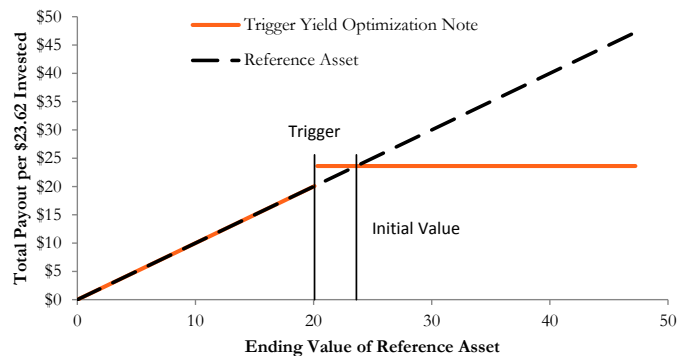 Total Payout per $23.62 Invested
$50
$45
$40
$35
$30
$25
$20
$15
$10
$5
$0
Trigger Yield Optimization Note
Reference Asset
Trigger
Initial Value
0
10
20
30
40
50
Ending Value of Reference Asset